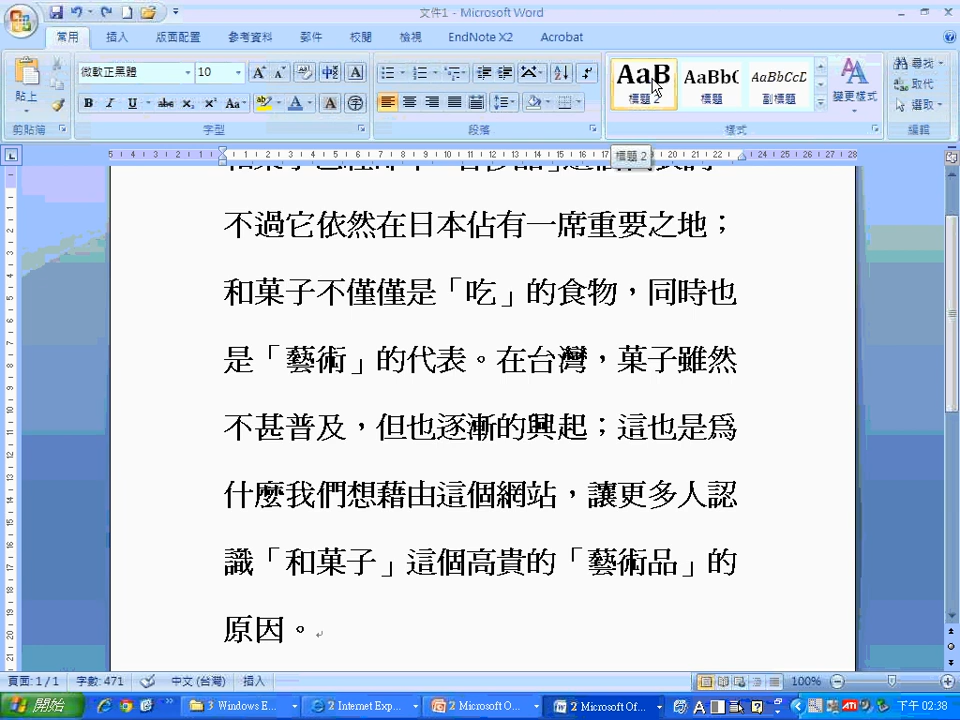 文件1 - Microsoft Word
常用 插入 版面配置 參考資料 郵件 校閱 檢視 EndNote X2 Acrobat
微軟正黑體 10
AaB AaBbC AaBbCcD
貼上 標題 2 標題 副標題 變更樣式 尋找 取代 選取
剪貼簿 字型 段落 樣式 編輯
標題 2
不過它依然在日本佔有一席重要之地；
和菓子不僅僅是「吃」的食物，同時也
是「藝術」的代表。在台灣，菓子雖然
不甚普及，但也逐漸的興起；這也是為
什麼我們想藉由這個網站，讓更多人認
識「和菓子」這個高貴的「藝術品」的
原因。
頁面: 1/1 字數: 471 中文 (台灣) 插入 100%
開始 3 Windows E... 2 Internet Exp... 2 Microsoft O... 2 Microsoft Of... 下午 02:38